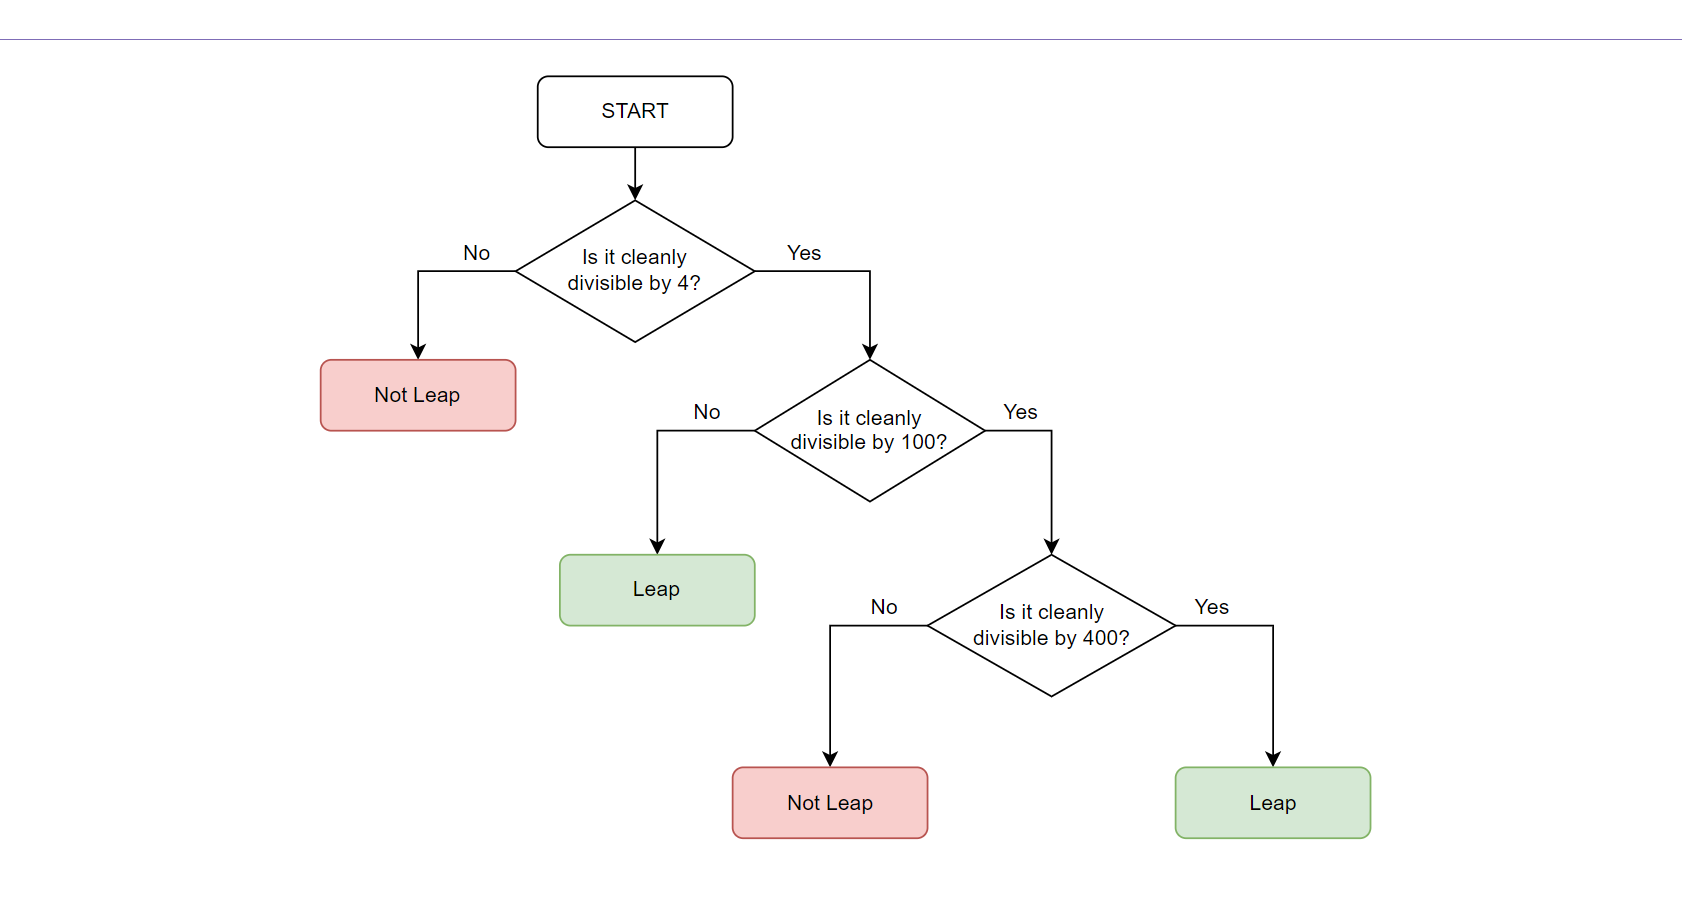 START
No
Yes
Is it cleanly
divisible by 4?
Not Leap
No
Yes
Is it cleanly
divisible by 100?
Leap
No
Yes
Is it cleanly
divisible by 400?
Not Leap
Leap